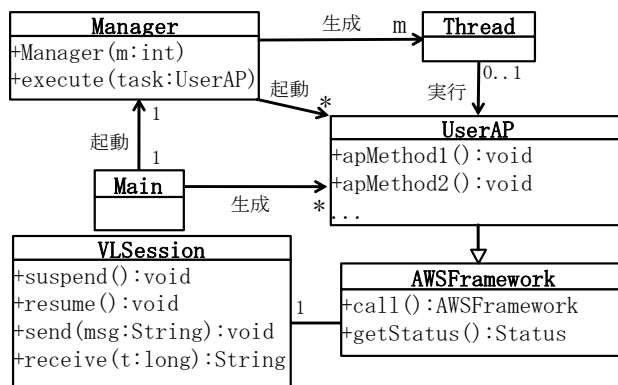 Manager
+Manager(m:int)
+execute(task:UserAP)
生成
m
Thread
0..1
実行
起動
*
1
起動
1
Main
生成
*
UserAP
+apMethod1():void
+apMethod2():void
...
VLSession
+suspend():void
+resume():void
+send(msg:String):void
+receive(t:long):String
1
AWSFramework
+call():AWSFramework
+getStatus():Status